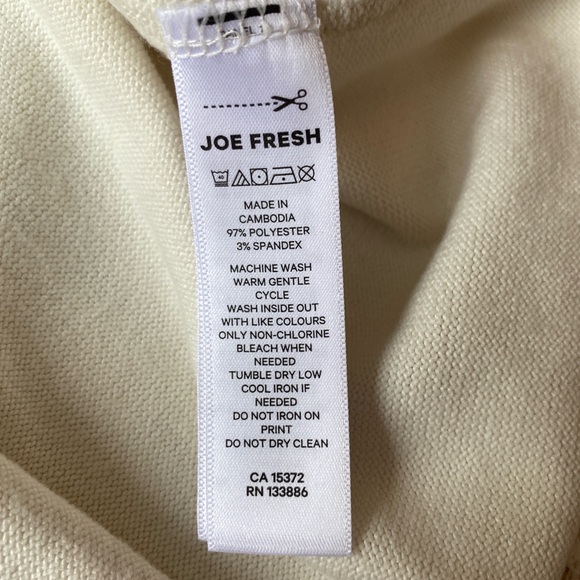 JOE FRESH
40
MADE IN
CAMBODIA
97% POLYESTER
3% SPANDEX
MACHINE WASH
WARM GENTLE
CYCLE
WASH INSIDE OUT
WITH LIKE COLOURS
ONLY NON-CHLORINE
BLEACH WHEN
NEEDED
TUMBLE DRY LOW
COOL IRON IF
NEEDED
DO NOT IRON ON
PRINT
DO NOT DRY CLEAN
CA 15372
RN 133886